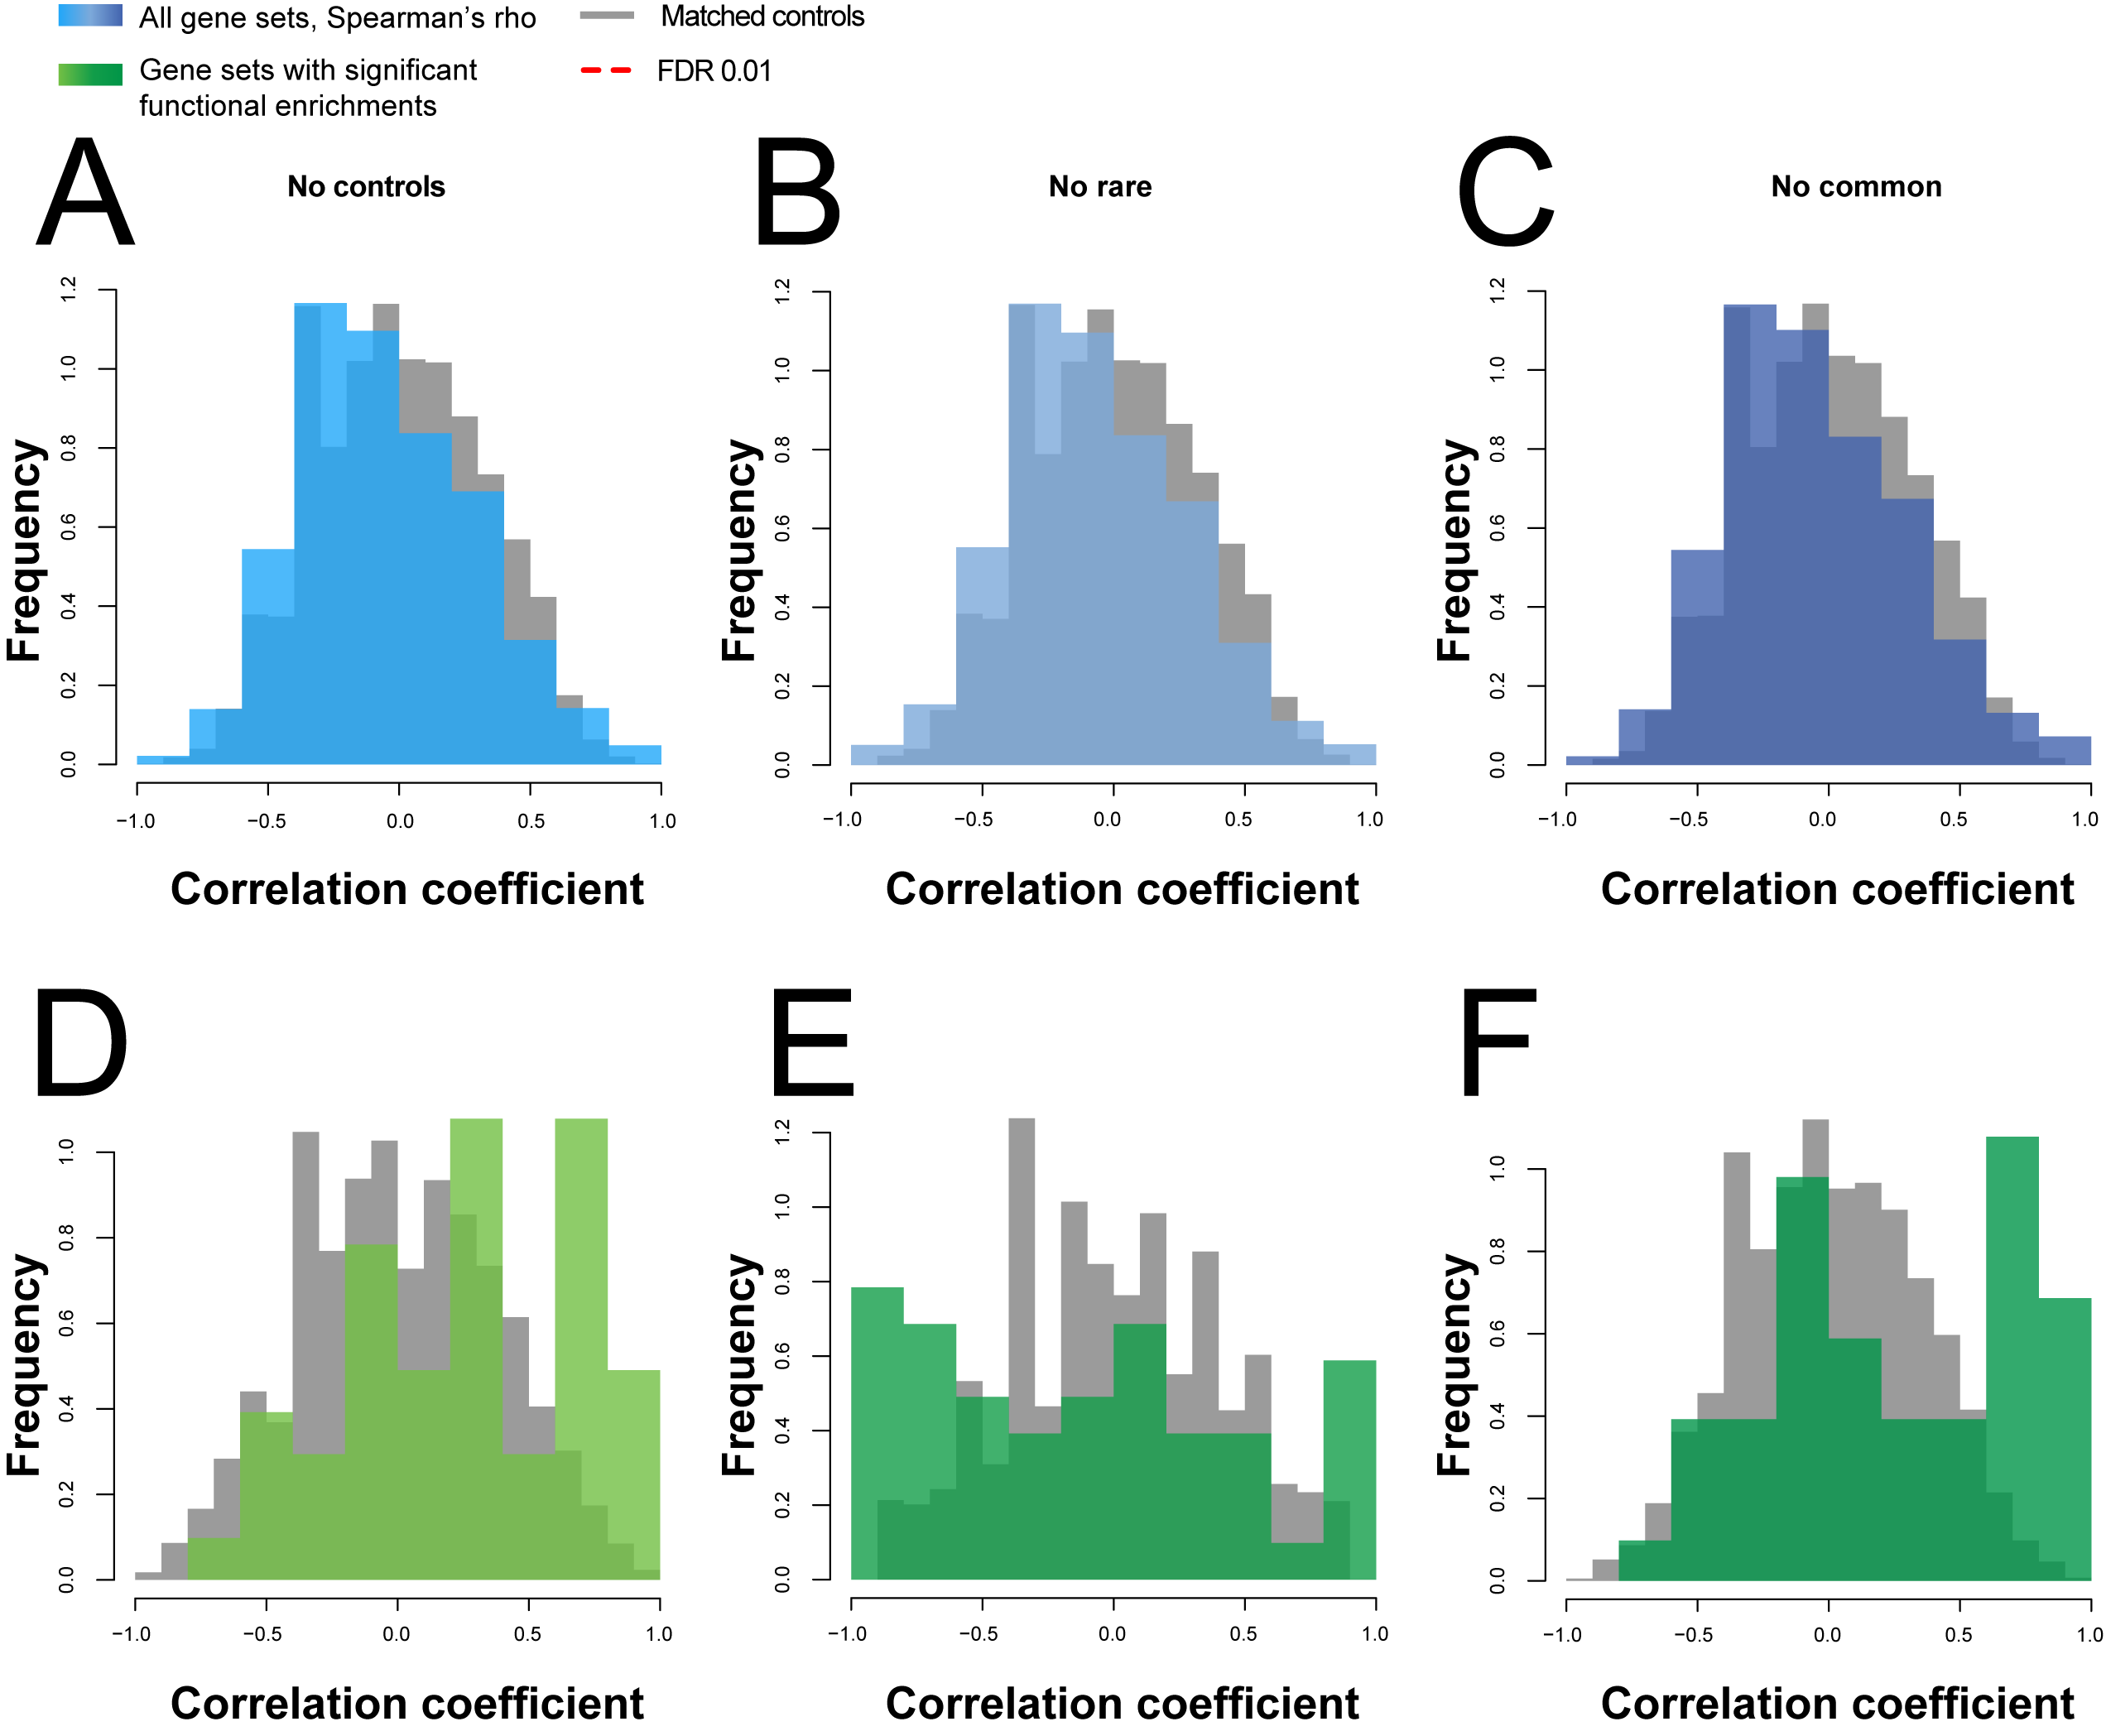 All gene sets, Spearman’s rho
Matched controls
Gene sets with significant
functional enrichments
FDR 0.01
A
No controls
B
No rare
C
No common
Frequency
0.0 0.2 0.4 0.6 0.8 1.0 1.2
−1.0 −0.5 0.0 0.5 1.0
Correlation coefficient
Frequency
0.0 0.2 0.4 0.6 0.8 1.0 1.2
−1.0 −0.5 0.0 0.5 1.0
Correlation coefficient
Frequency
0.0 0.2 0.4 0.6 0.8 1.0 1.2
−1.0 −0.5 0.0 0.5 1.0
Correlation coefficient
D
E
F
Frequency
0.0 0.2 0.4 0.6 0.8 1.0
−1.0 −0.5 0.0 0.5 1.0
Correlation coefficient
Frequency
0.0 0.2 0.4 0.6 0.8 1.0 1.2
−1.0 −0.5 0.0 0.5 1.0
Correlation coefficient
Frequency
0.0 0.2 0.4 0.6 0.8 1.0
−1.0 −0.5 0.0 0.5 1.0
Correlation coefficient